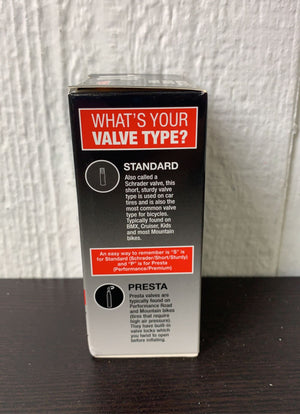 WHAT'S YOUR
VALVE TYPE?
STANDARD
Also called a
Schrader valve, this
short, sturdy valve
type is used on car
tires and is also the
most common valve
type for bicycles.
Typically found on
BMX, Cruiser, Kids
and most Mountain
bikes.
An easy way to remember is "S" is
for Standard (Schrader/Short/Sturdy)
and "P" is for Presta
(Performance/Premium)
PRESTA
Presta valves are
typically found on
Performance Road
and Mountain bikes
(tires that require
high air pressure).
They have built-in
valve locks which
you have to open
before inflating.